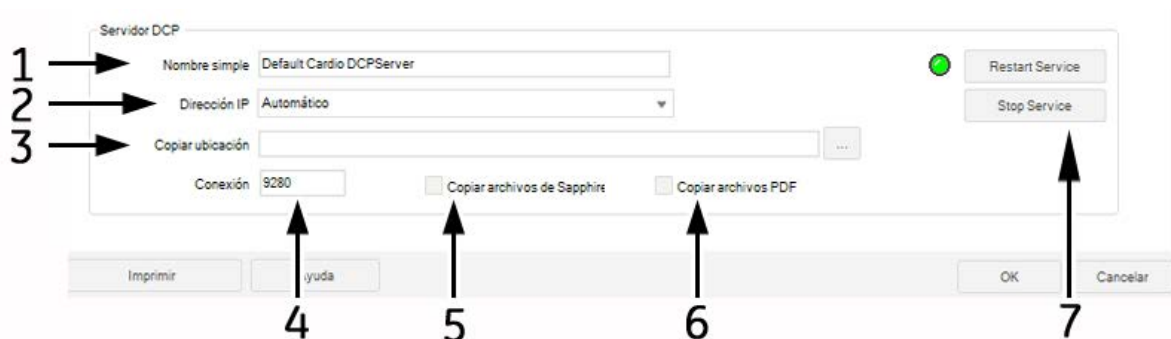 Servidor DCP
1 Nombre simple Default Cardio DCPServer Restart Service
2 Dirección IP Automático Stop Service
3 Copiar ubicación ...
Conexión 9280 Copiar archivos de Sapphire Copiar archivos PDF
Imprimir yuda OK Cancelar
4 5 6 7